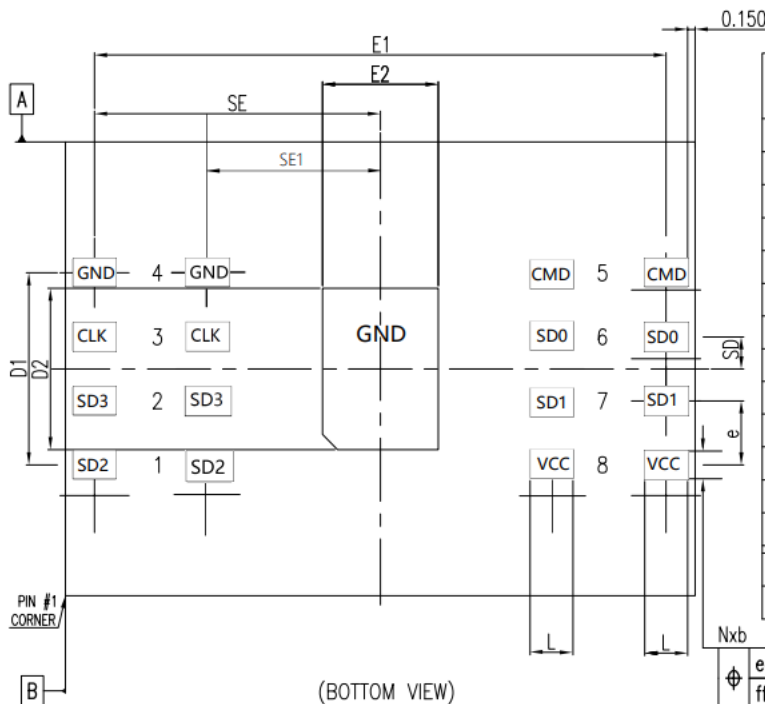 0.150
E1
E2
A
SE
SE1
GND 4 GND CMD 5 CMD
CLK 3 CLK GND SD0 6 SD0
SD
D1
D2
SD3 2 SD3 SD1 7 SD1
e
SD2 1 SD2 VCC 8 VCC
PIN #1
CORNER
L
L
Nxb
B
(BOTTOM VIEW)
e
ff